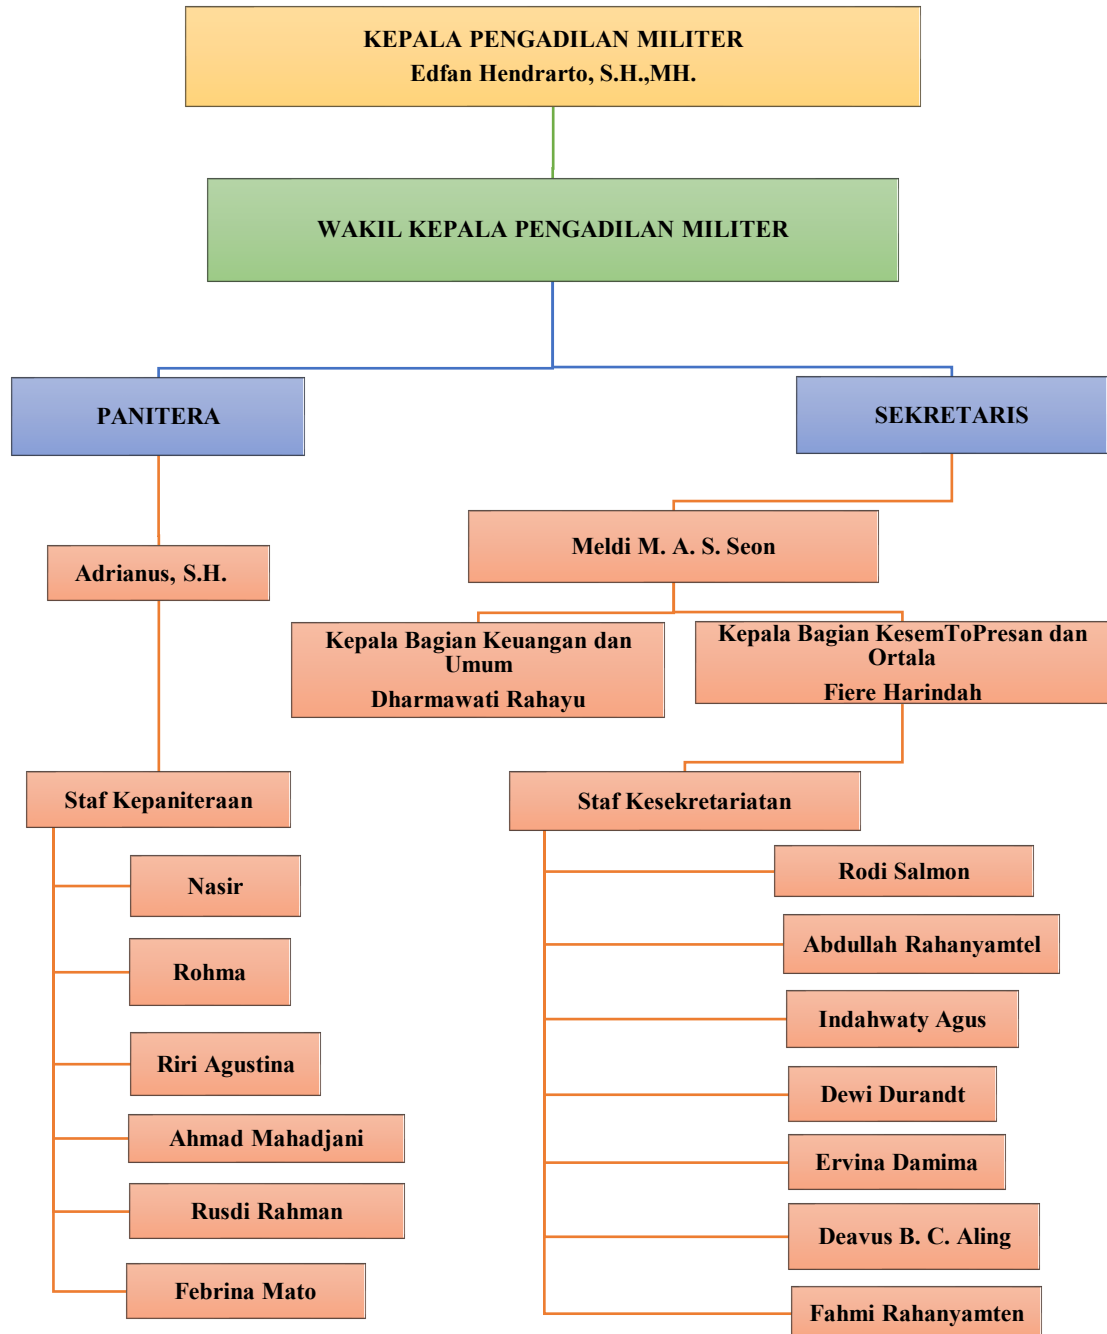 KEPALA PENGADILAN MILITER
Edfan Hendrarto, S.H.,MH.
WAKIL KEPALA PENGADILAN MILITER
PANITERA
SEKRETARIS
Adrianus, S.H.
Meldi M. A. S. Seon
Kepala Bagian Keuangan dan
Umum
Dharmawati Rahayu
Kepala Bagian KesemToPresan dan
Ortala
Fiere Harindah
Staf Kepaniteraan
Nasir
Rohma
Riri Agustina
Ahmad Mahadjani
Rusdi Rahman
Febrina Mato
Staf Kesekretariatan
Rodi Salmon
Abdullah Rahanyamtel
Indahwaty Agus
Dewi Durandt
Ervina Damima
Deavus B. C. Aling
Fahmi Rahanyamten